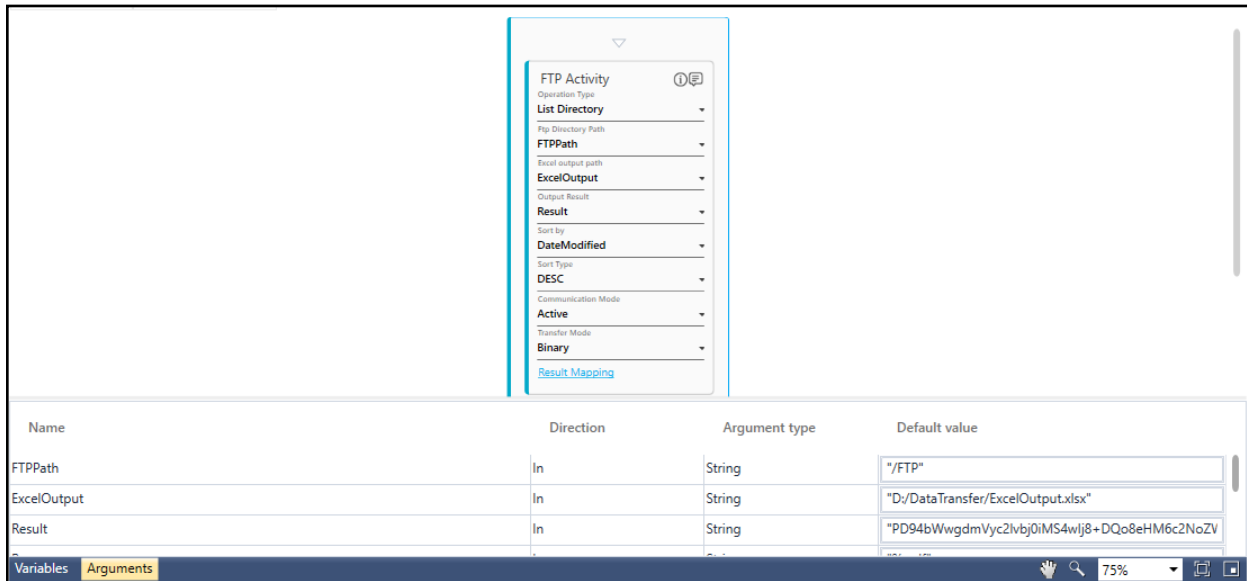 FTP Activity
Operation Type
List Directory
Ftp Directory Path
FTPPath
Excel output path
ExcelOutput
Output Result
Result
Sort by
DateModified
Sort Type
DESC
Communication Mode
Active
Transfer Mode
Binary
Result Mapping
Name Direction Argument type Default value
FTPPath In String "/FTP"
ExcelOutput In String "D:/DataTransfer/ExcelOutput.xlsx"
Result In String
Variables Arguments 75%